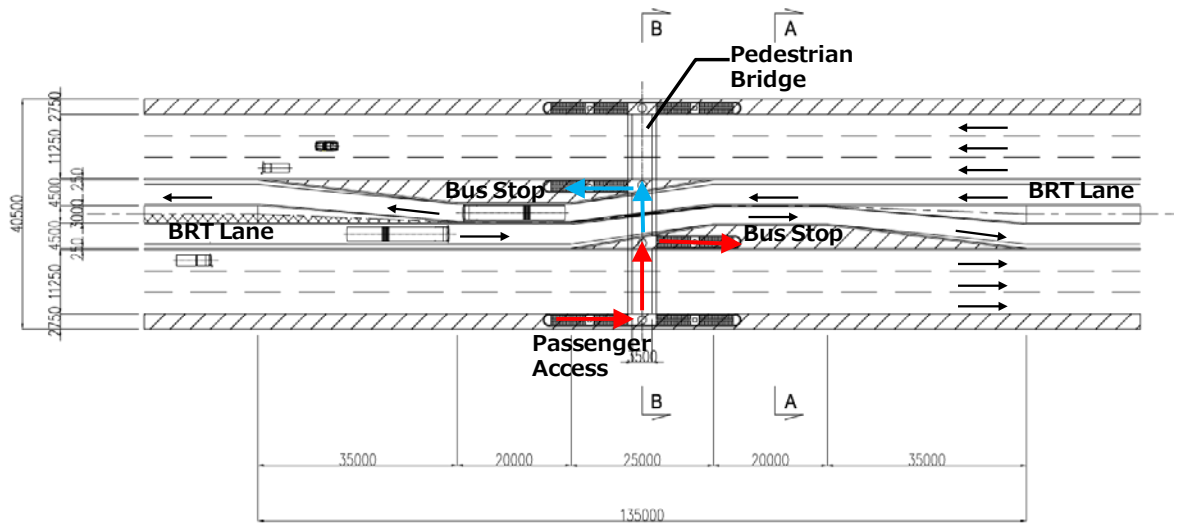 B
A
Pedestrian
Bridge
2750
11250
250
4500
3000
4500
250
11250
2750
40500
Bus Stop
BRT Lane
BRT Lane
Bus Stop
Passenger
Access
3500
B
A
35000
20000
25000
20000
35000
135000